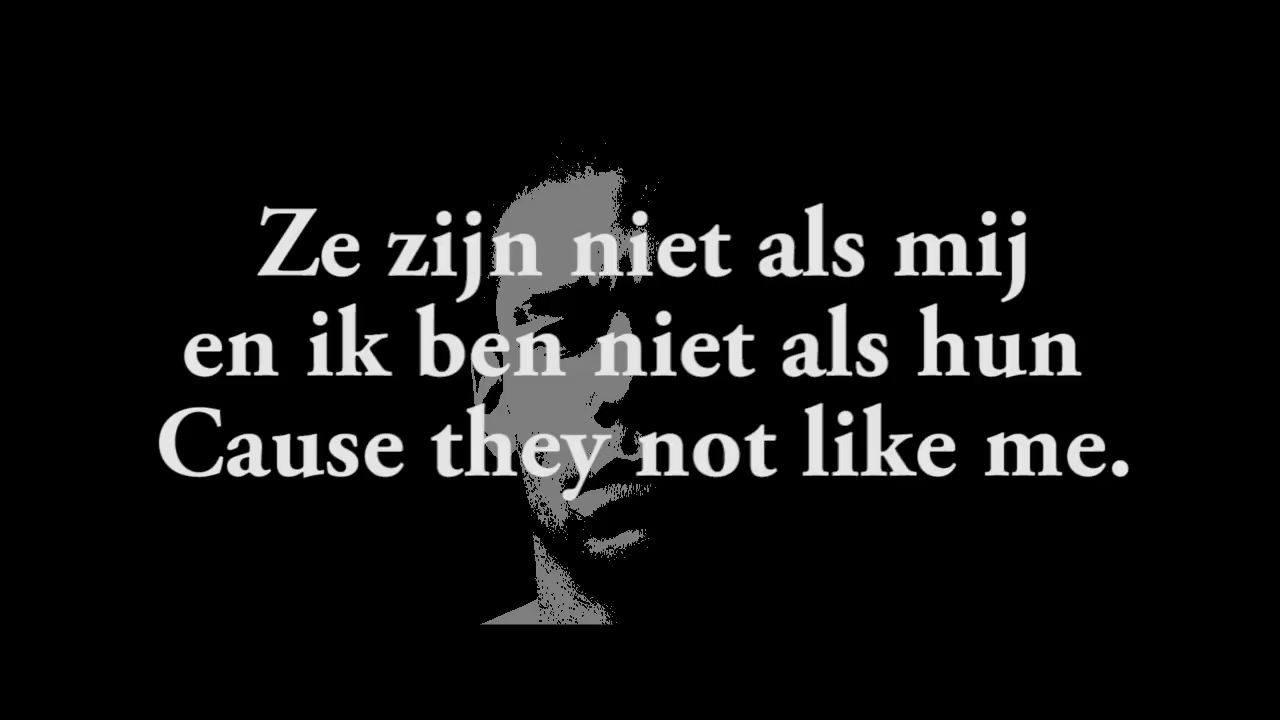 Ze zijn niet als mij
en ik ben niet als hun
Cause they not like me.